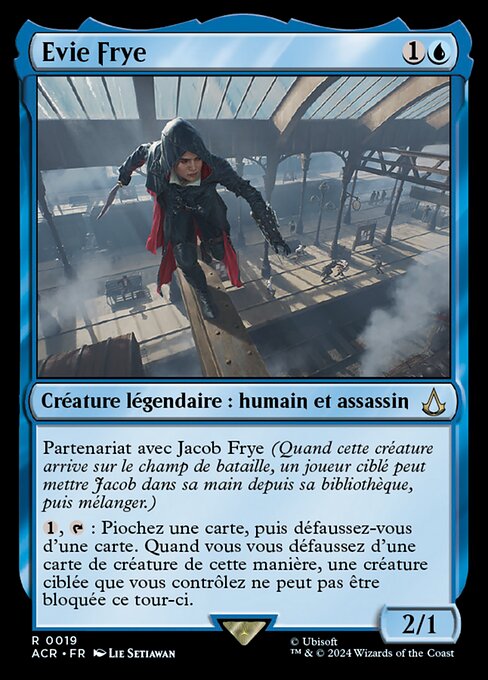 Evie Frye 1
Créature légendaire : humain et assassin
Partenariat avec Jacob Frye (Quand cette créature
arrive sur le champ de bataille, un joueur ciblé peut
mettre Jacob dans sa main depuis sa bibliothèque,
puis mélanger.)
1, : Piochez une carte, puis défaussez-vous
d'une carte. Quand vous vous défaussez d'une
carte de créature de cette manière, une créature
ciblée que vous contrôlez ne peut pas être
bloquée ce tour-ci.
2/1
R 0019
ACR • FR Lie Setiawan
© Ubisoft
™ & © 2024 Wizards of the Coast